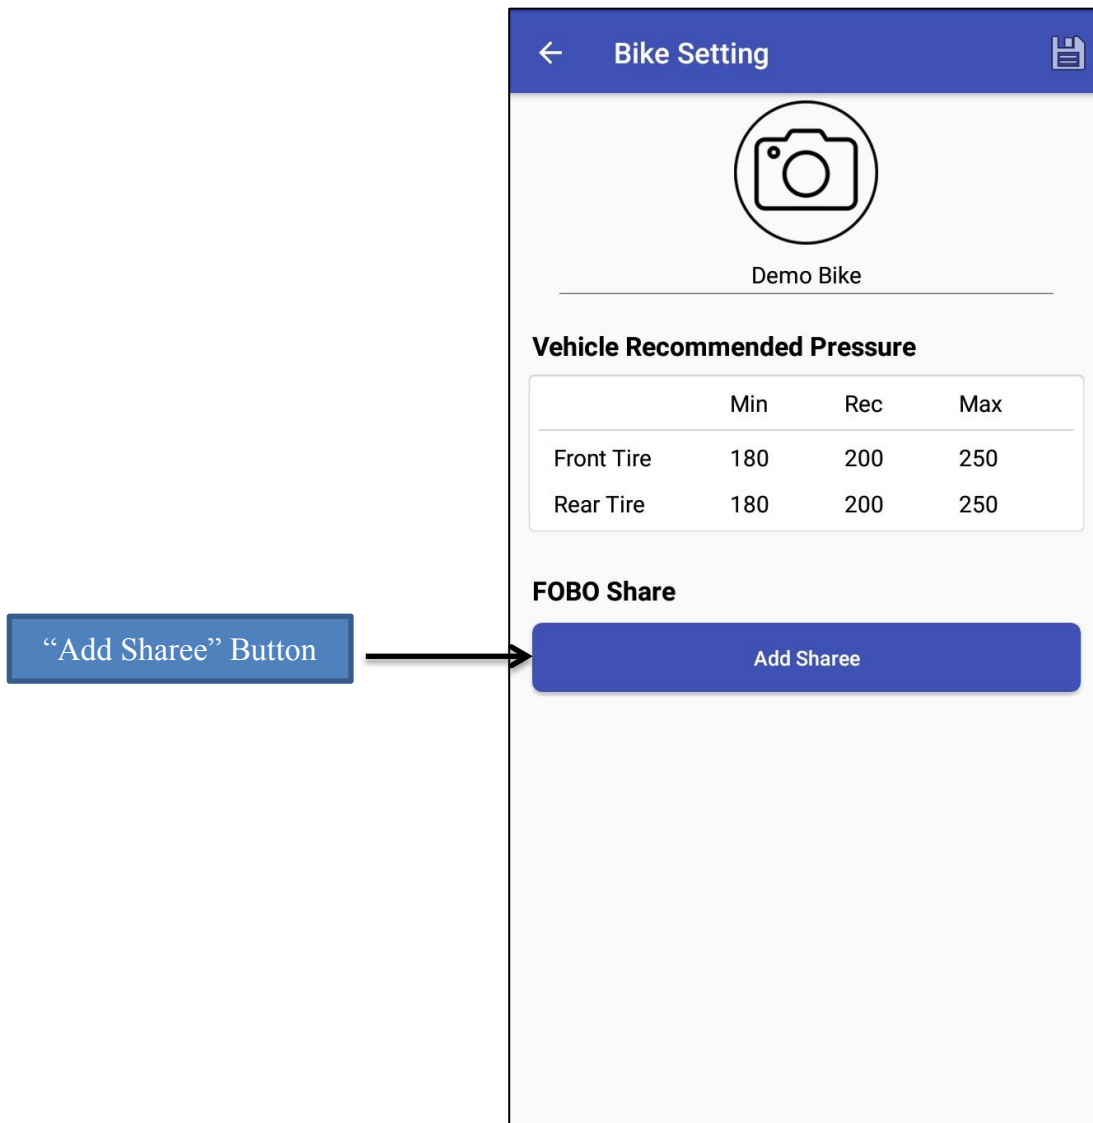 Bike Setting
Demo Bike
Vehicle Recommended Pressure
Min Rec Max
Front Tire 180 200 250
Rear Tire 180 200 250
FOBO Share
“Add Sharee” Button
Add Sharee